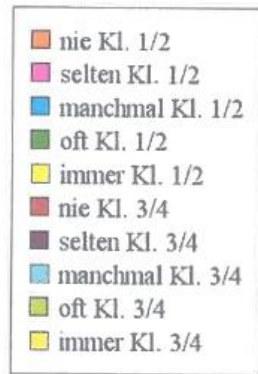 nie Kl. 1/2
selten Kl. 1/2
manchmal Kl. 1/2
oft Kl. 1/2
immer Kl. 1/2
nie Kl. 3/4
selten Kl. 3/4
manchmal Kl. 3/4
oft Kl. 3/4
immer Kl. 3/4